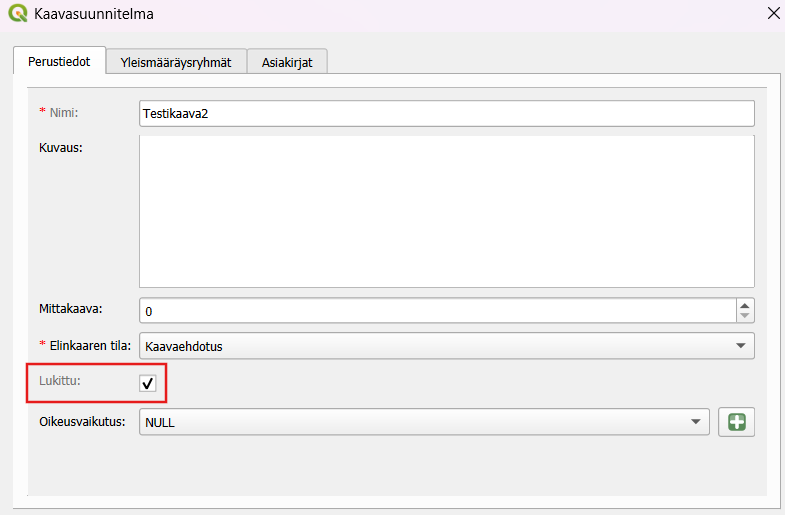 Kaavasuunnitelma
Perustiedot Yleismääräysryhmät Asiakirjat
* Nimi: Testikaava2
Kuvaus:
Mittakaava: 0
* Elinkaaren tila: Kaavaehdotus
Lukittu:
Oikeusvaikutus: NULL